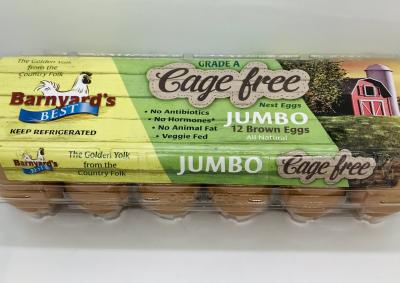 The Golden Yolk
from the
Country Folk
Barnyard's
BEST
KEEP REFRIGERATED
GRADE A
Cage free
Nest Eggs
• No Antibiotics
• No Hormones*
• No Animal Fat
• Veggie Fed
JUMBO
12 Brown Eggs
All Natural
Barnyard's
BEST
The Golden Yolk
from the
Country Folk
JUMBO
Cage free